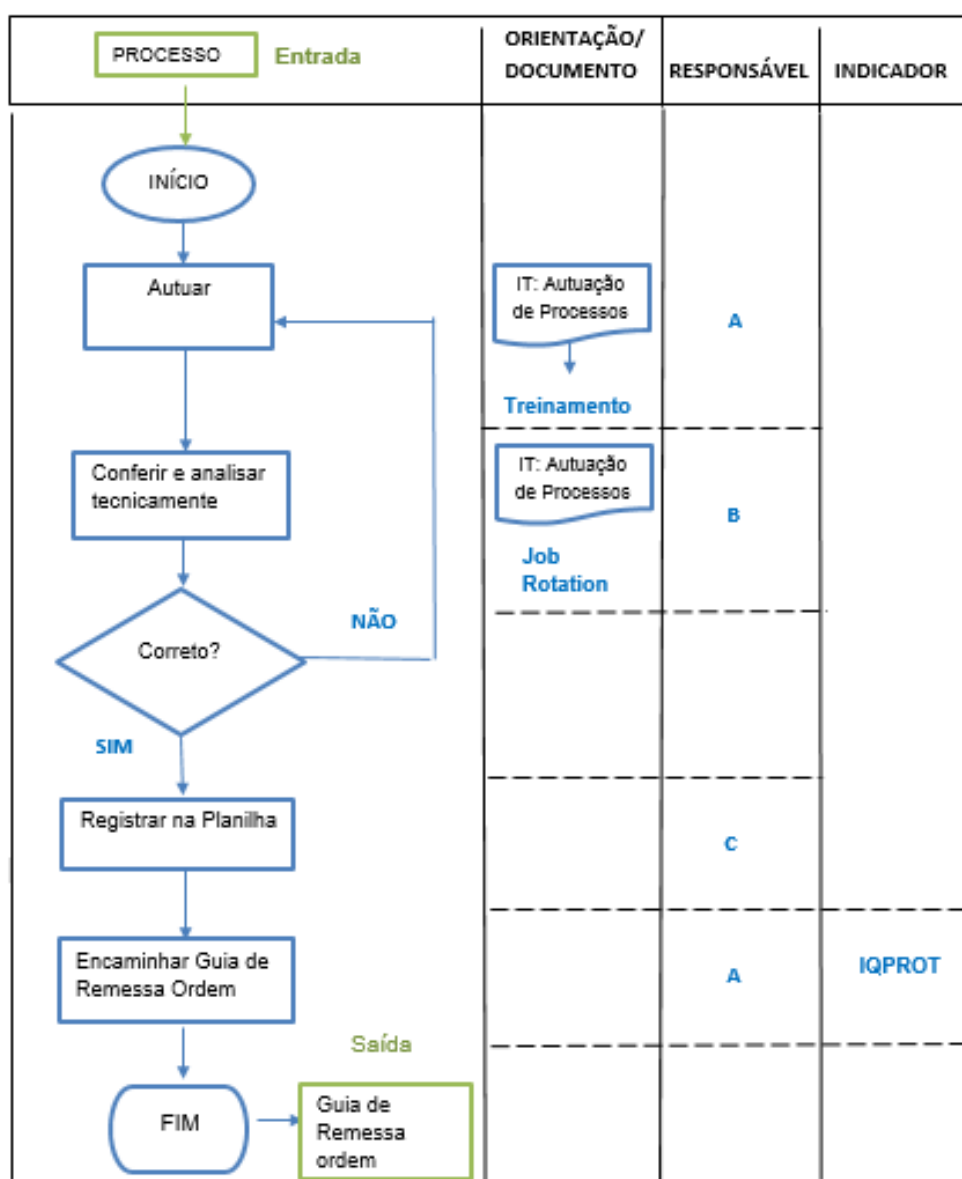 PROCESSO
Entrada
ORIENTAÇÃO/
DOCUMENTO
RESPONSÁVEL
INDICADOR
INÍCIO
Autuar
IT: Autuação
de Processos
A
Treinamento
Conferir e analisar
tecnicamente
IT: Autuação
de Processos
B
Job
Rotation
Correto?
NÃO
SIM
Registrar na Planilha
C
Encaminhar Guia de
Remessa Ordem
A
IQPROT
Saída
FIM
Guia de
Remessa
ordem